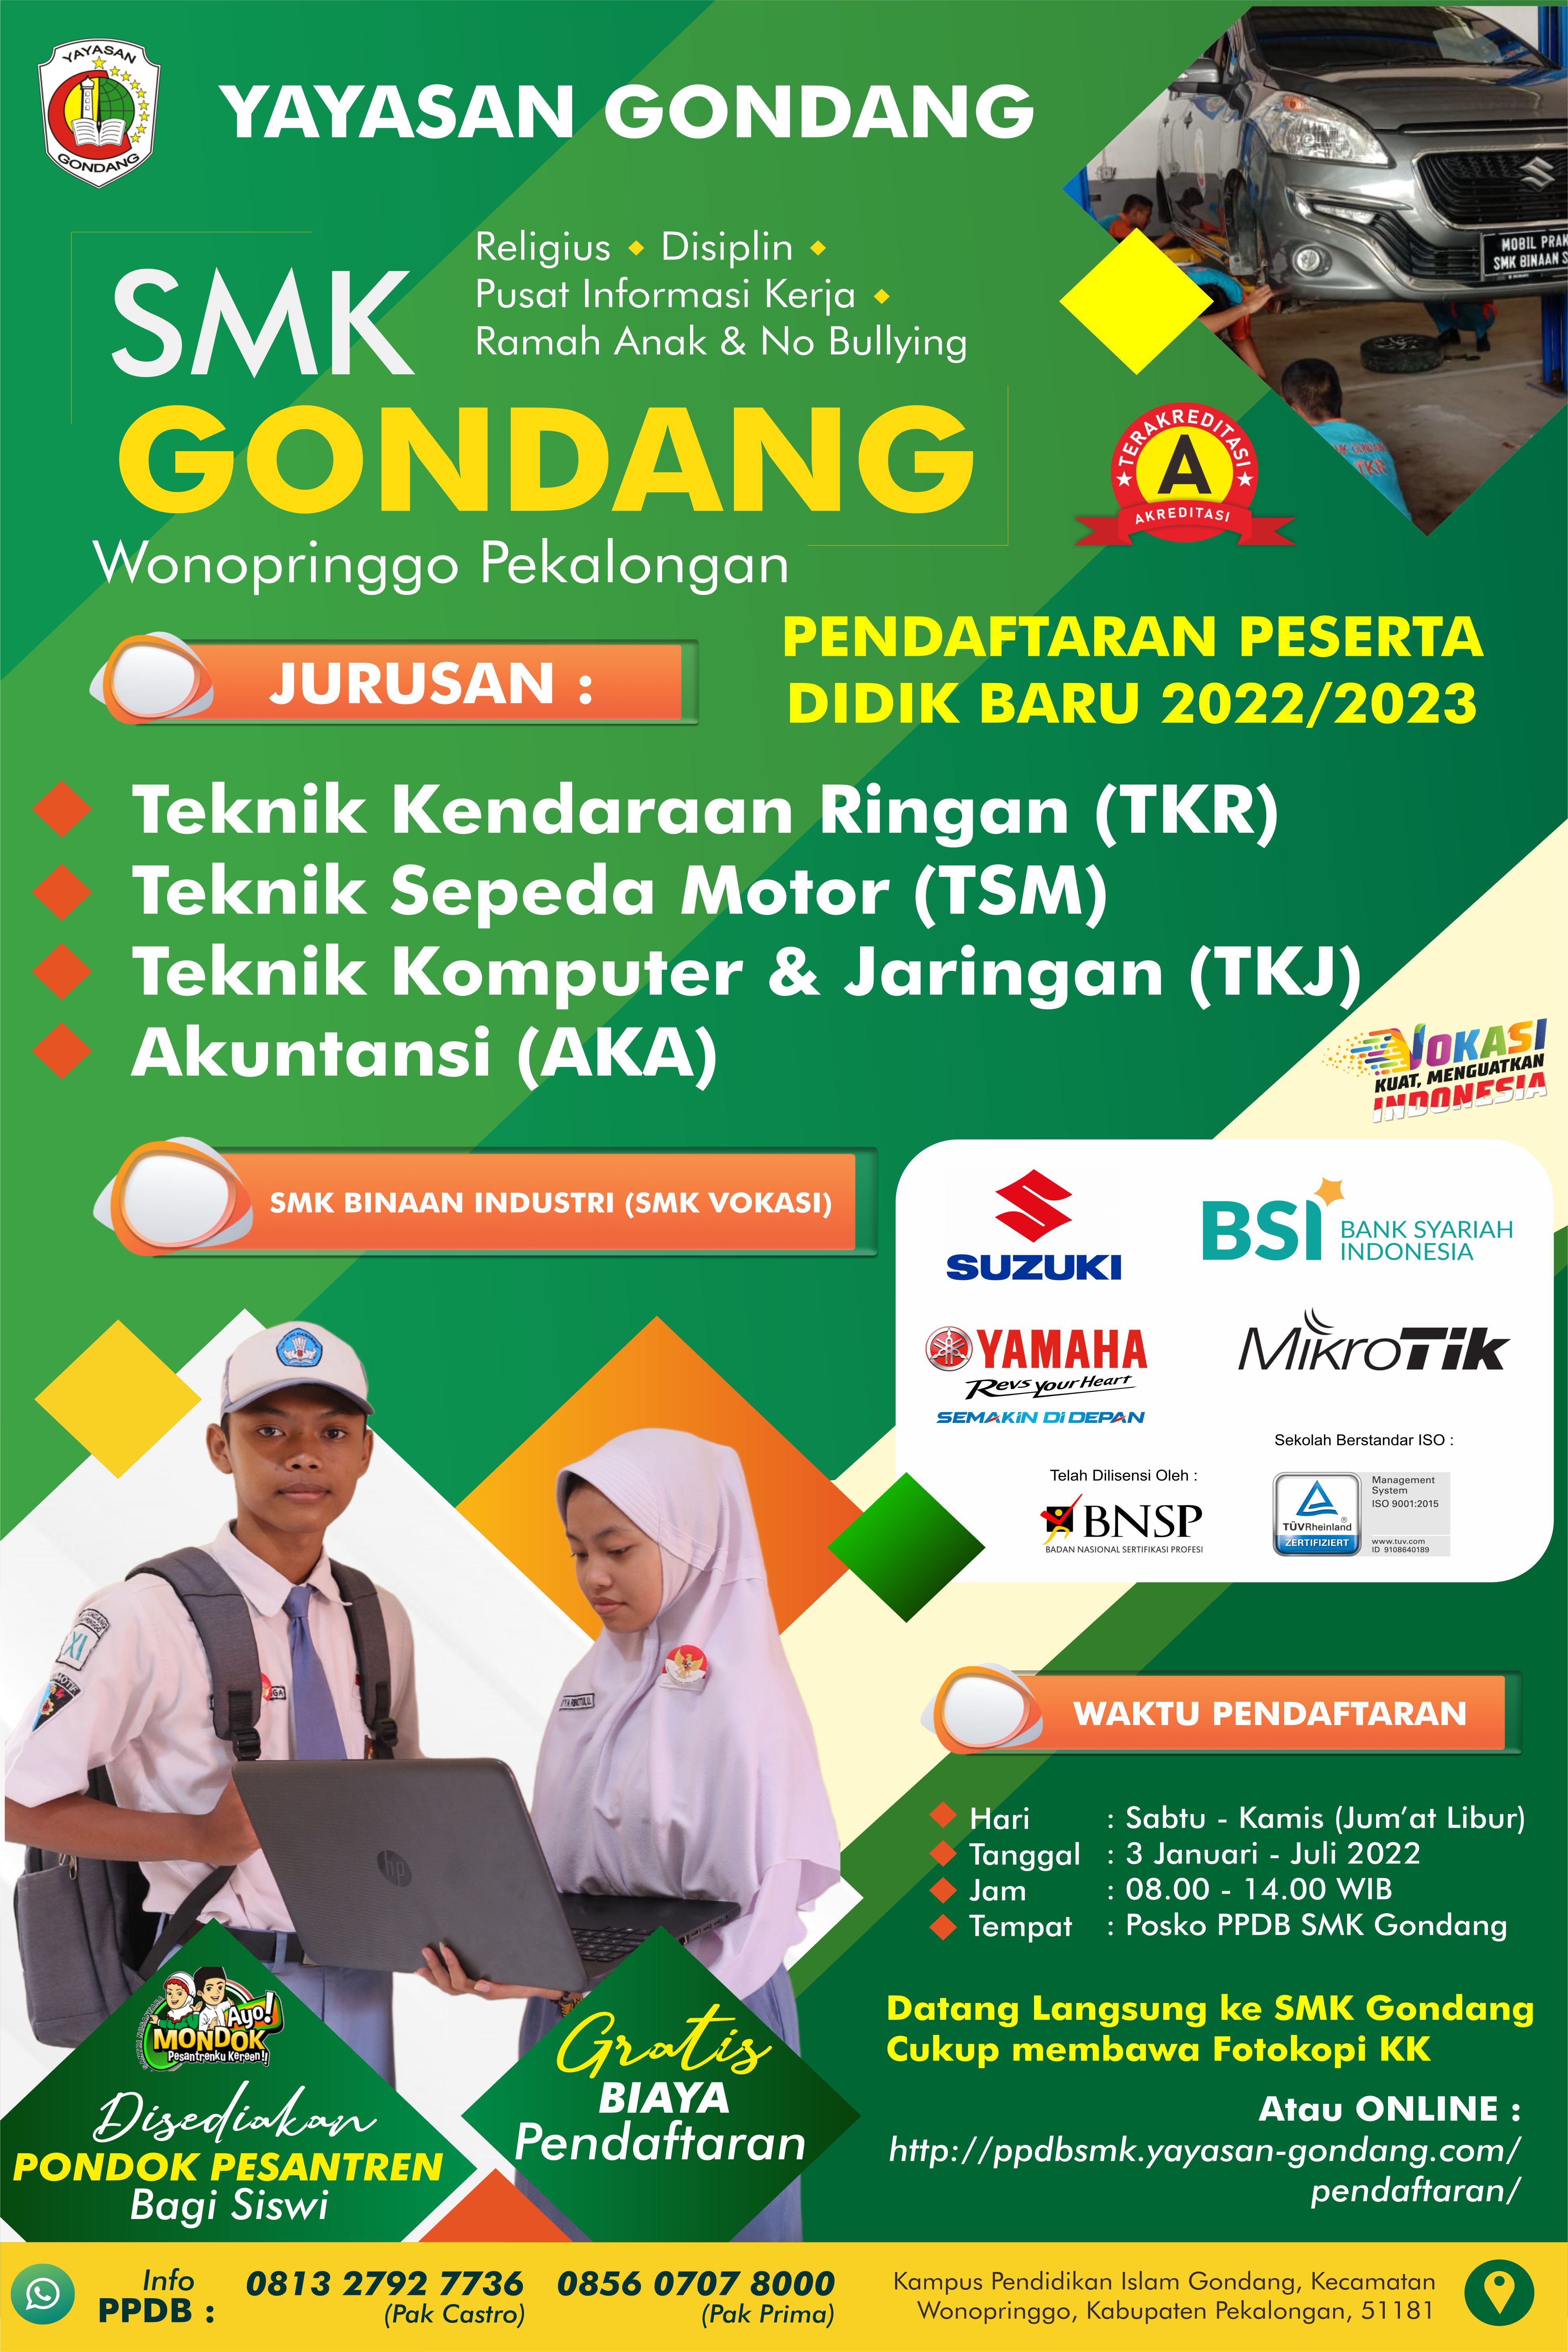 YAYASAN
GONDANG
YAYASAN GONDANG
Religius Disiplin
Pusat Informasi Kerja
Ramah Anak & No Bullying
SMK
GONDANG
Wonopringgo Pekalongan
MOBIL PRAK
SMK BINAAN S
TKR
TERAKREDITASI
A
AKREDITASI
PENDAFTARAN PESERTA
DIDIK BARU 2022/2023
JURUSAN :
Teknik Kendaraan Ringan (TKR)
Teknik Sepeda Motor (TSM)
Teknik Komputer & Jaringan (TKJ)
Akuntansi (AKA)
VOKASI
KUAT, MENGUATKAN
INDONESIA
SMK BINAAN INDUSTRI (SMK VOKASI)
SUZUKI
BSI BANK SYARIAH
INDONESIA
YAMAHA
Revs your Heart
SEMAKIN DI DEPAN
MikroTik
Telah Dilisensi Oleh :
BNSP
BADAN NASIONAL SERTIFIKASI PROFESI
Sekolah Berstandar ISO :
TÜVRheinland
ZERTIFIZIERT
Management
System
ISO 9001:2015
www.tuv.com
ID 9108640189
XI
hp
WAKTU PENDAFTARAN
Hari : Sabtu - Kamis (Jum'at Libur)
Tanggal : 3 Januari - Juli 2022
Jam : 08.00 - 14.00 WIB
Tempat : Posko PPDB SMK Gondang
Datang Langsung ke SMK Gondang
Cukup membawa Fotokopi KK
Atau ONLINE :
http://ppdbsmk.yayasan-gondang.com/
pendaftaran/
Ayo!
MONDOK
Pesantrenku Keren!!
Disediakan
PONDOK PESANTREN
Bagi Siswi
Gratis
BIAYA
Pendaftaran
Info
PPDB :
0813 2792 7736
(Pak Castro)
0856 0707 8000
(Pak Prima)
Kampus Pendidikan Islam Gondang, Kecamatan
Wonopringgo, Kabupaten Pekalongan, 51181